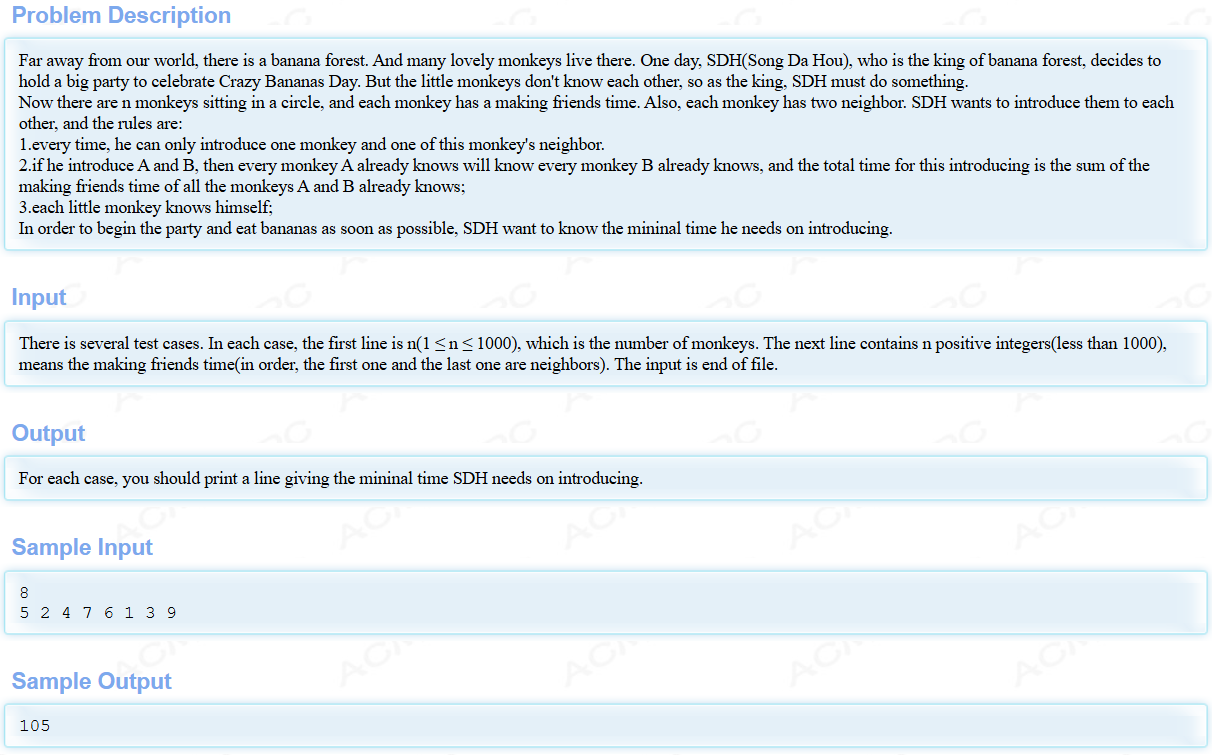 Problem Description
Far away from our world, there is a banana forest. And many lovely monkeys live there. One day, SDH(Song Da Hou), who is the king of banana forest, decides to
hold a big party to celebrate Crazy Bananas Day. But the little monkeys don't know each other, so as the king, SDH must do something.
Now there are n monkeys sitting in a circle, and each monkey has a making friends time. Also, each monkey has two neighbor. SDH wants to introduce them to each
other, and the rules are:
1.every time, he can only introduce one monkey and one of this monkey's neighbor.
2.if he introduce A and B, then every monkey A already knows will know every monkey B already knows, and the total time for this introducing is the sum of the
making friends time of all the monkeys A and B already knows;
3.each little monkey knows himself;
In order to begin the party and eat bananas as soon as possible, SDH want to know the mininal time he needs on introducing.
Input
There is several test cases. In each case, the first line is n(1 ≤ n ≤ 1000), which is the number of monkeys. The next line contains n positive integers(less than 1000),
means the making friends time(in order, the first one and the last one are neighbors). The input is end of file.
Output
For each case, you should print a line giving the mininal time SDH needs on introducing.
Sample Input
8
5 2 4 7 6 1 3 9
Sample Output
105